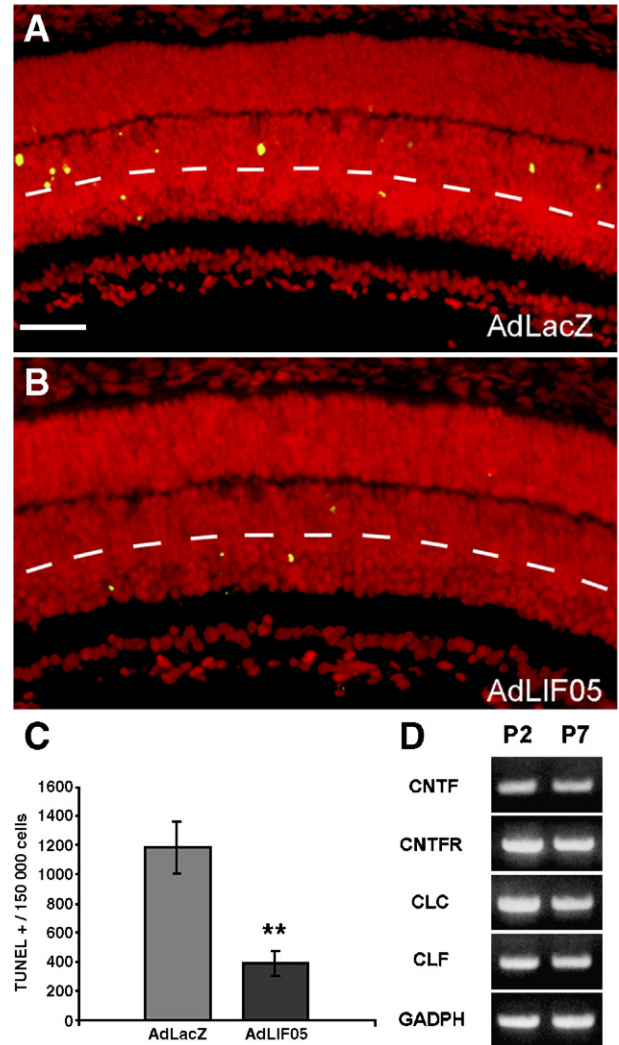 A
AdLacZ
B
AdLIF05
C
TUNEL + / 150 000 cells
1600
1400
1200
1000
800
600
400
200
0
**
AdLacZ
AdLIF05
D
P2 P7
CNTF
CNTFR
CLC
CLF
GADPH